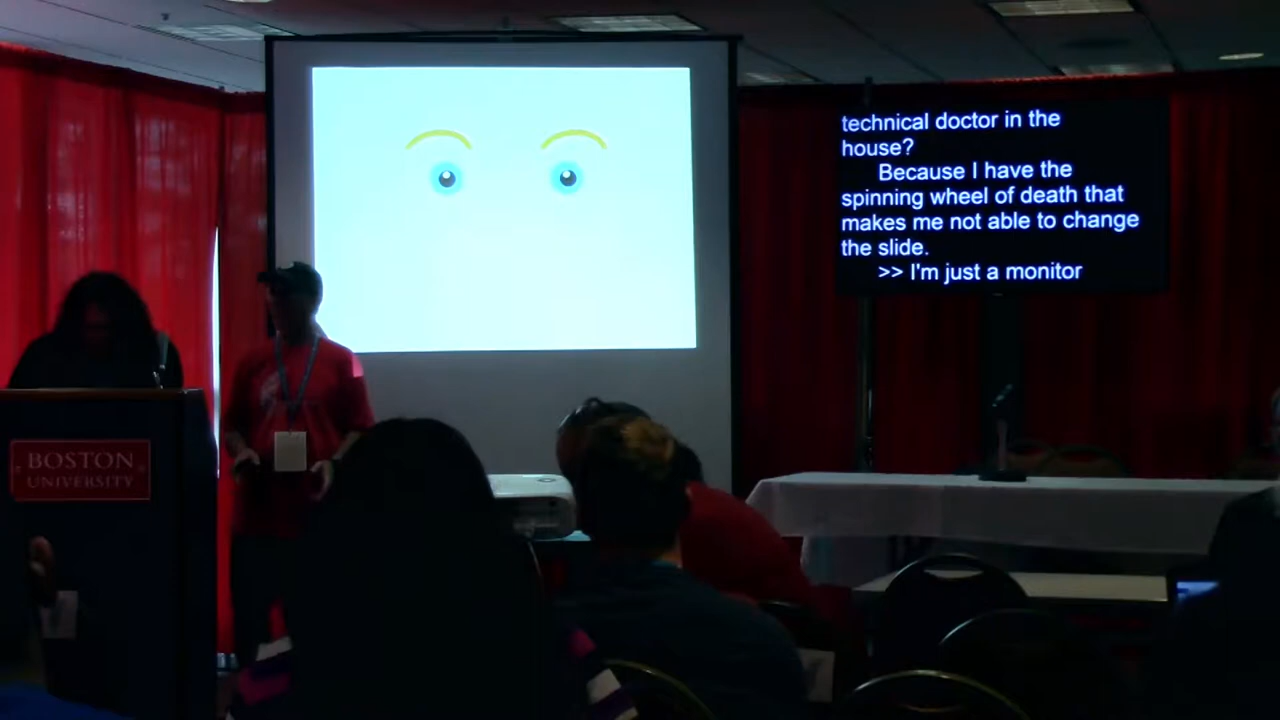 technical doctor in the
house?
Because I have the
spinning wheel of death that
makes me not able to change
the slide.
>> I'm just a monitor
BOSTON
UNIVERSITY